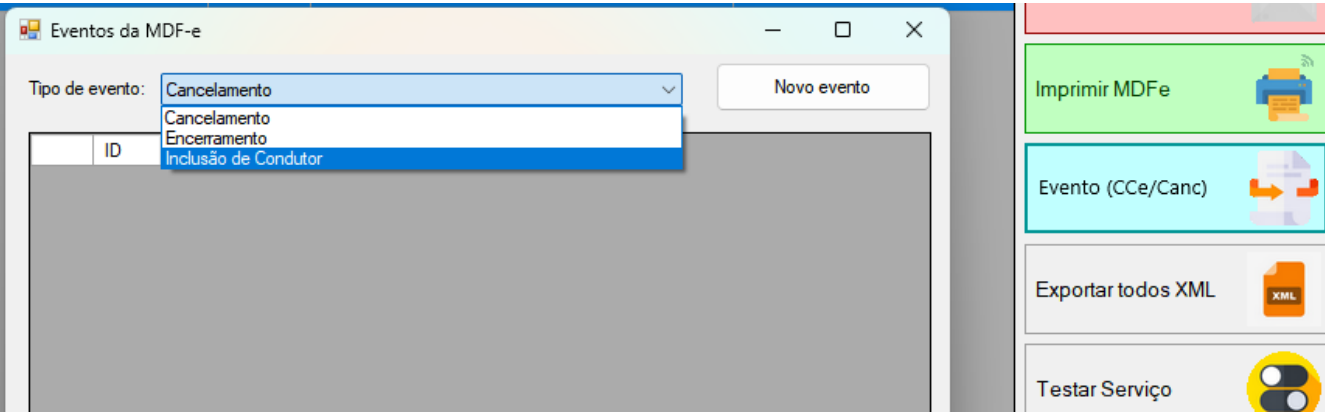 Eventos da MDF-e
Tipo de evento: Cancelamento
Novo evento
Cancelamento
Encerramento
Inclusão de Condutor
ID
Imprimir MDFe
Evento (CCe/Canc)
Exportar todos XML
XML
Testar Serviço